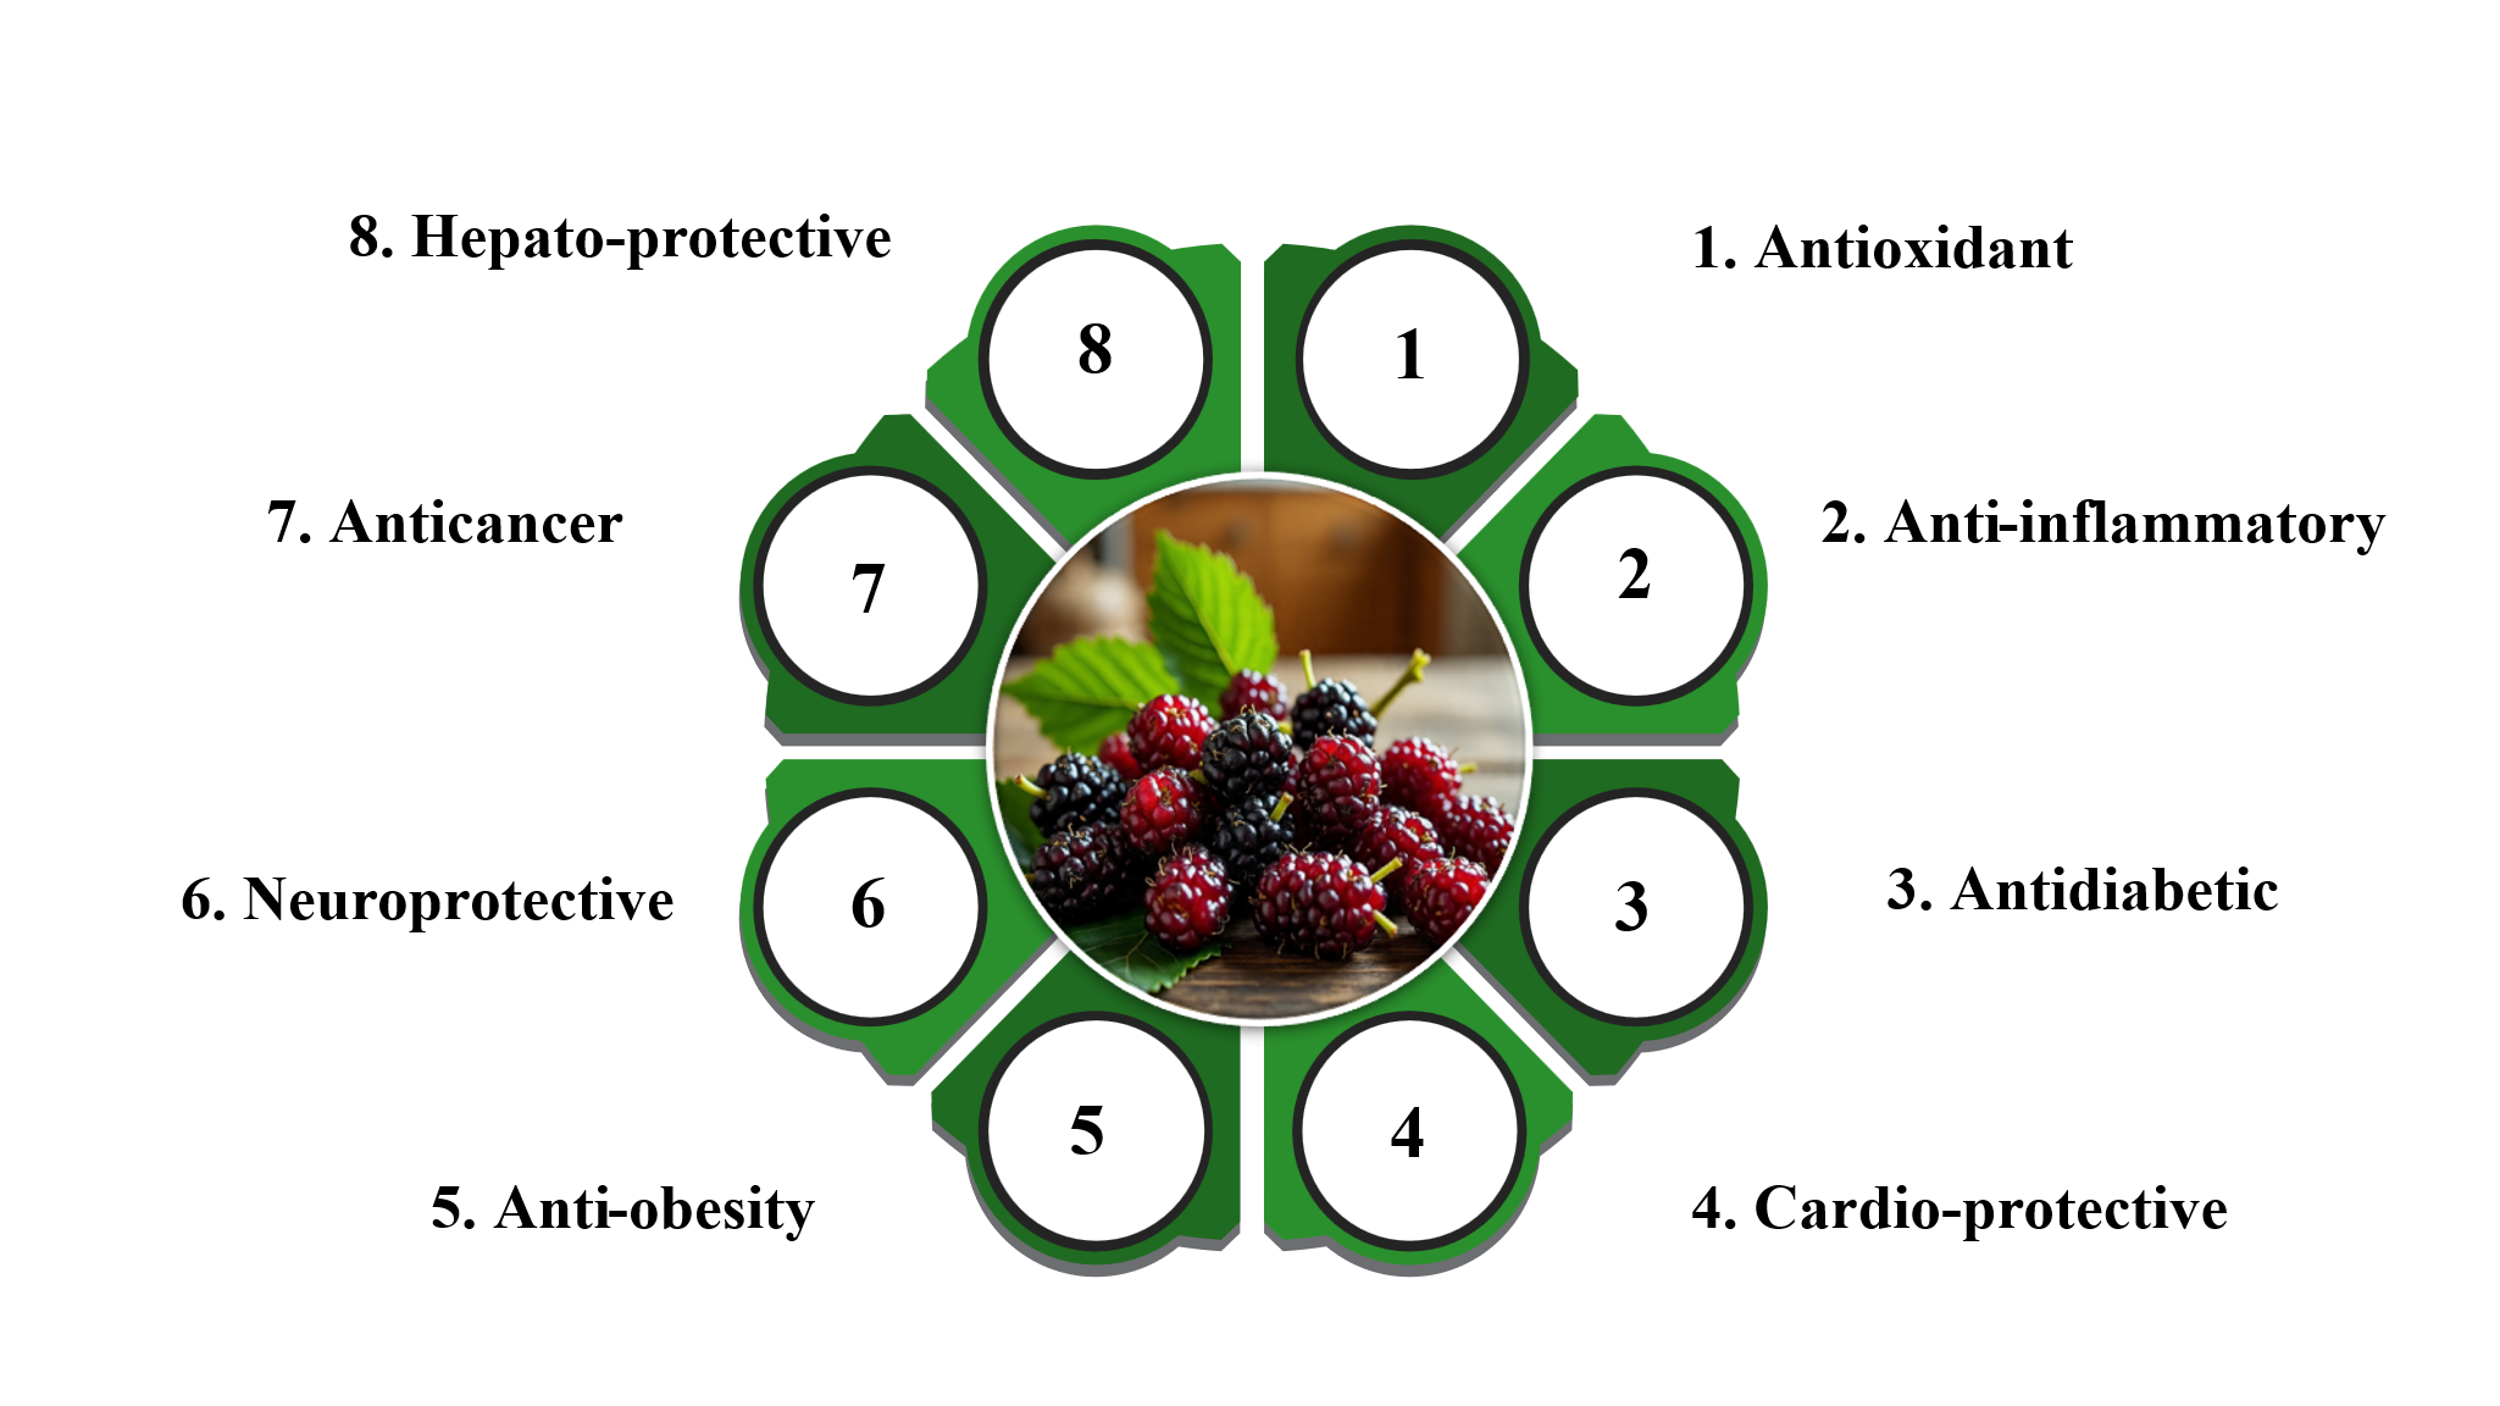 8. Hepato-protective
1. Antioxidant
8
1
7. Anticancer
2. Anti-inflammatory
7
2
6. Neuroprotective
3. Antidiabetic
6
3
5
4
5. Anti-obesity
4. Cardio-protective